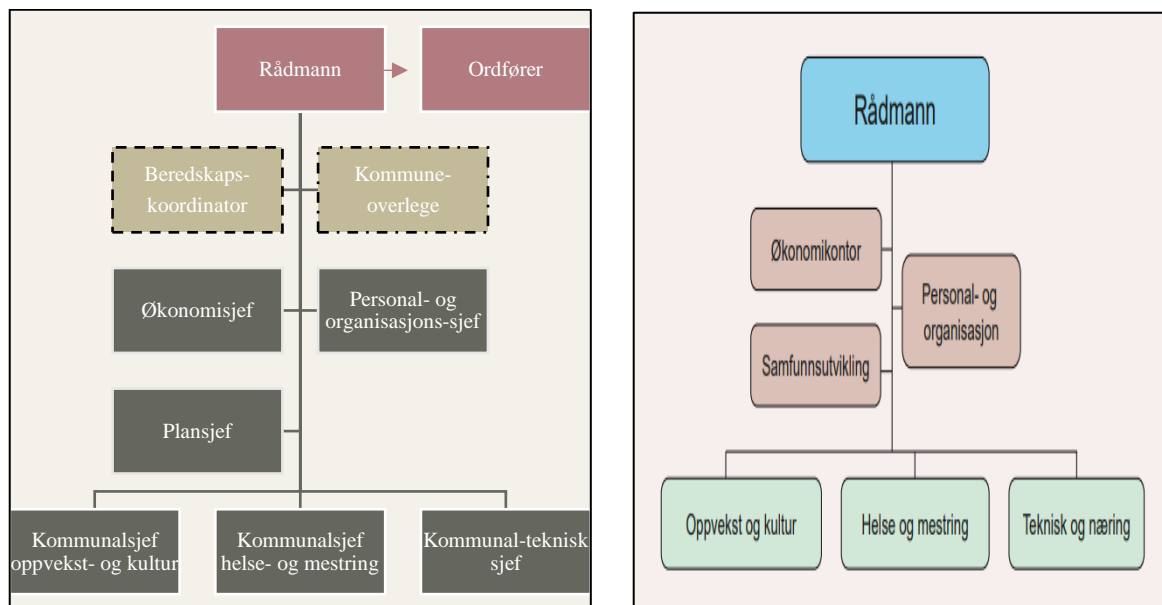 Rådmann
Ordfører
Beredskaps-
koordinator
Kommune-
overlege
Økonomisjef
Personal- og
organisasjons-sjef
Plansjef
Kommunalsjef
oppvekst- og kultur
Kommunalsjef
helse- og mestring
Kommunal-teknisk
sjef
Rådmann
Økonomikontor
Personal- og
organisasjon
Samfunnsutvikling
Oppvekst og kultur
Helse og mestring
Teknisk og næring